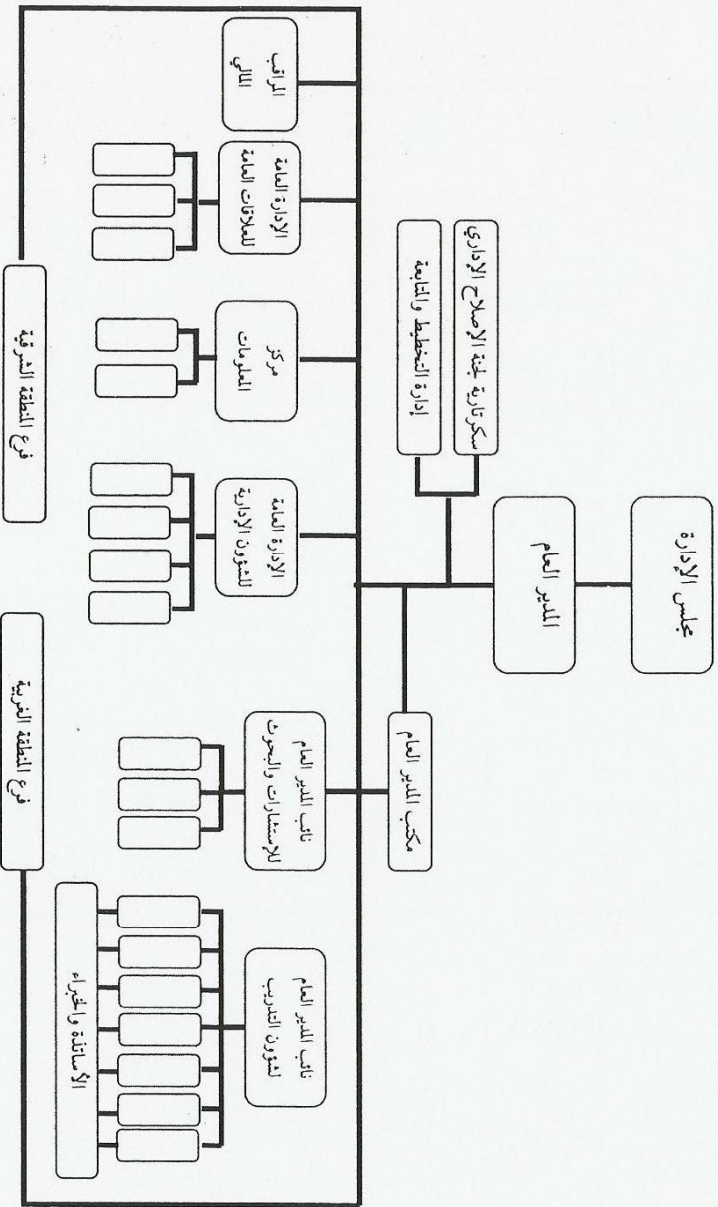 مجلس الإدارة
المدير
العام
سكرتارية لجنة الإصلاح الإداري
إدارة التخطيط والمتابعة
مكتب المدير العام
نائب المدير العام
لشؤون التدريب
نائب المدير العام
للإستشارات والبحوث
الإدارة العامة
للشؤون الإدارية
مركز
المعلومات
الإدارة العامة
للعلاقات العامة
المراقب
المالي
الأساتذة والخبراء
فرع المنطقة الغربية
فرع المنطقة الشرقية